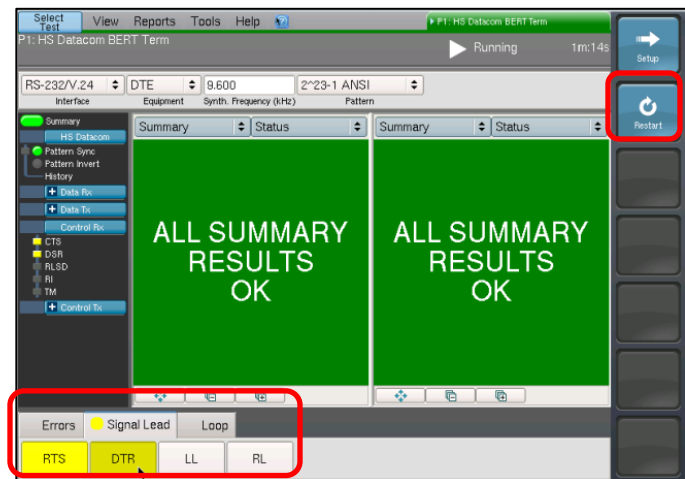 Select Test View Reports Tools Help
P1: HS Datacom BERT Term
P1: HS Datacom BERT Term
Running 1m:14s
Setup
RS-232/V.24 DTE 9.600 2^23-1 ANSI
Interface Equipment Synth. Frequency (kHz) Pattern
Restart
Summary
HS Datacom
Pattern Sync
Pattern Invert
History
+ Data Rx
+ Data Tx
Control Rx
CTS
DSR
RLSD
RI
TM
+ Control Tx
Summary Status
ALL SUMMARY
RESULTS
OK
Summary Status
ALL SUMMARY
RESULTS
OK
Errors Signal Lead Loop
RTS DTR LL RL